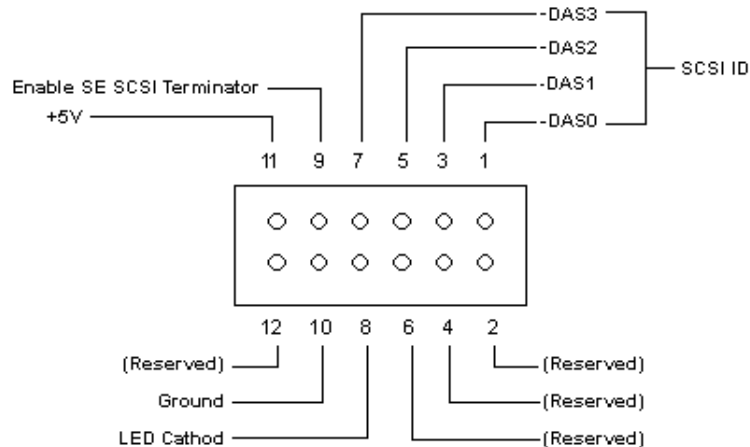 -DAS3
-DAS2
SCSI ID
Enable SE SCSI Terminator
-DAS1
+5V
-DAS0
11 9 7 5 3 1
12 10 8 6 4 2
(Reserved) (Reserved)
Ground (Reserved)
LED Cathod (Reserved)